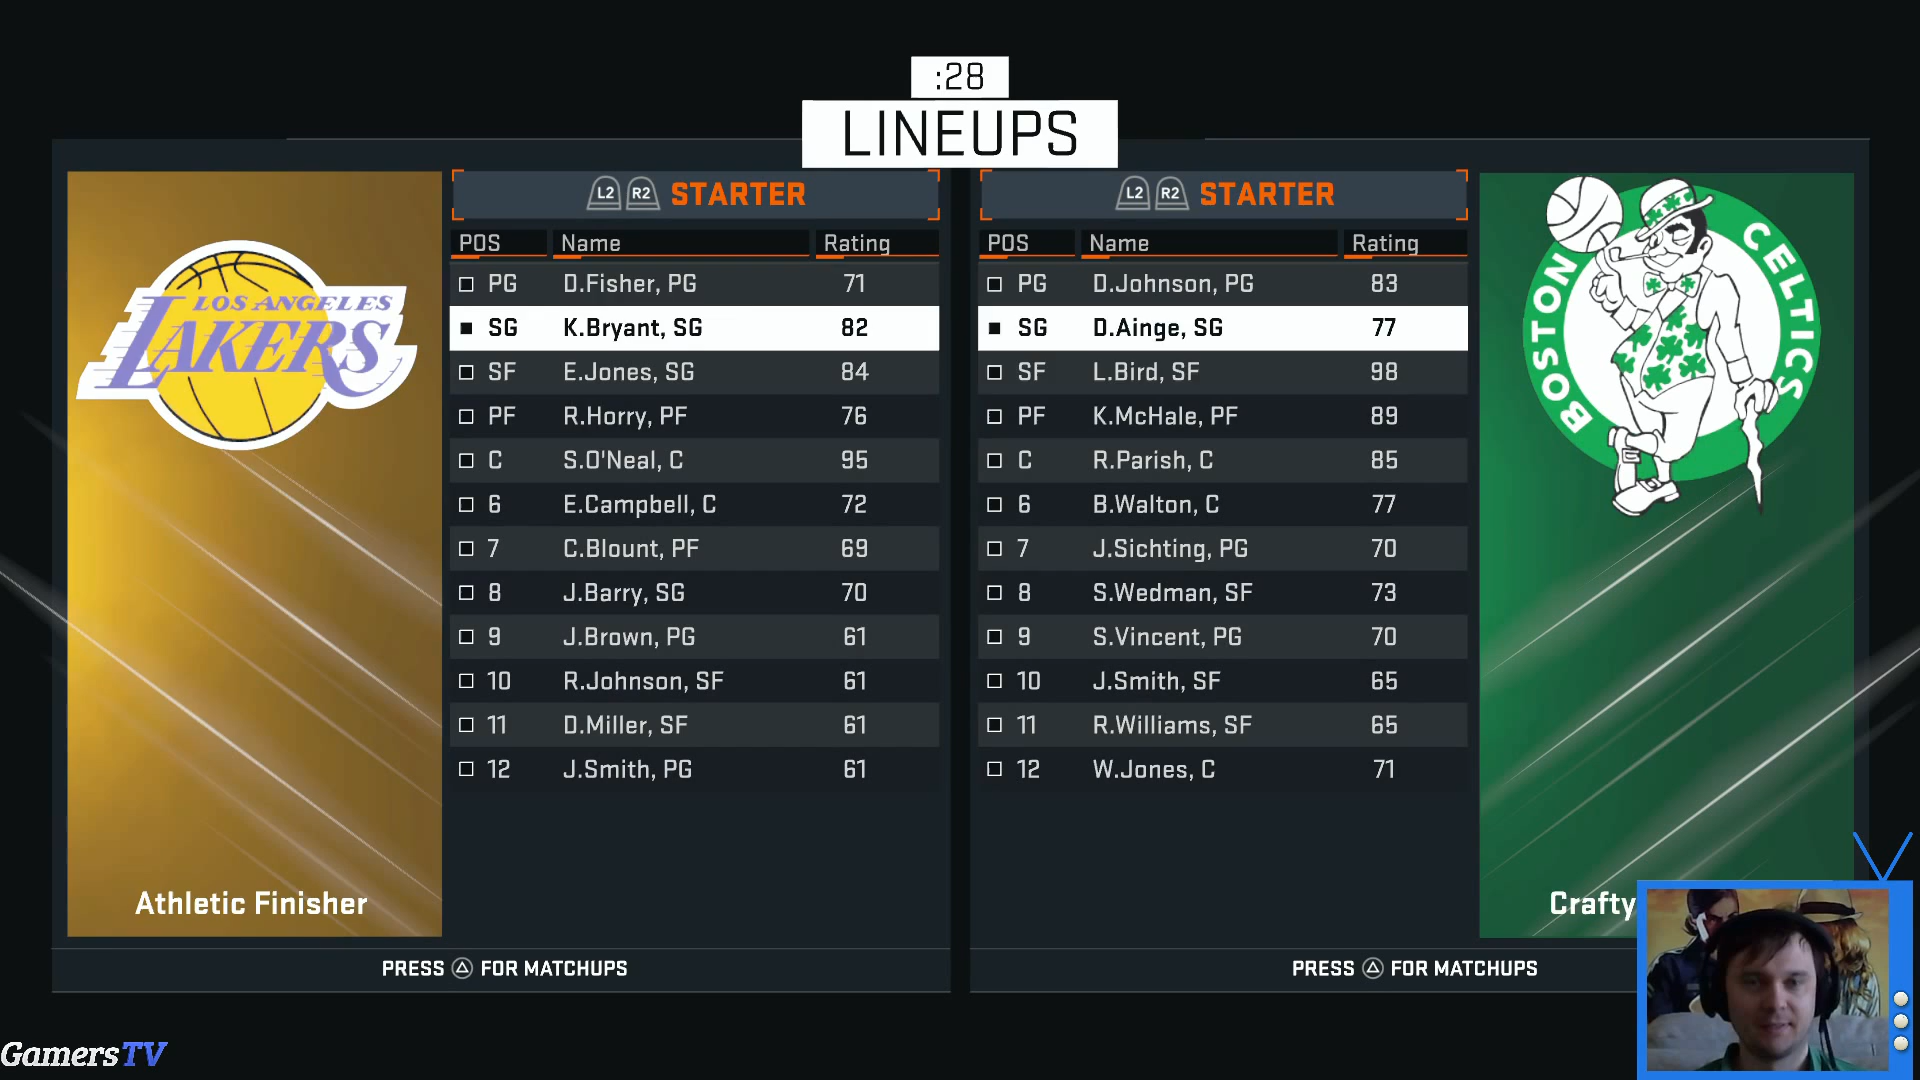 :28
LINEUPS
L2 R2 STARTER
POS Name Rating
PG D.Fisher, PG 71
SG K.Bryant, SG 82
SF E.Jones, SG 84
PF R.Horry, PF 76
C S.O'Neal, C 95
6 E.Campbell, C 72
7 C.Blount, PF 69
8 J.Barry, SG 70
9 J.Brown, PG 61
10 R.Johnson, SF 61
11 D.Miller, SF 61
12 J.Smith, PG 61
L2 R2 STARTER
POS Name Rating
PG D.Johnson, PG 83
SG D.Ainge, SG 77
SF L.Bird, SF 98
PF K.McHale, PF 89
C R.Parish, C 85
6 B.Walton, C 77
7 J.Sichting, PG 70
8 S.Wedman, SF 73
9 S.Vincent, PG 70
10 J.Smith, SF 65
11 R.Williams, SF 65
12 W.Jones, C 71
LOS ANGELES
LAKERS
Athletic Finisher
BOSTON CELTICS
Crafty
PRESS FOR MATCHUPS
PRESS FOR MATCHUPS
GamersTV